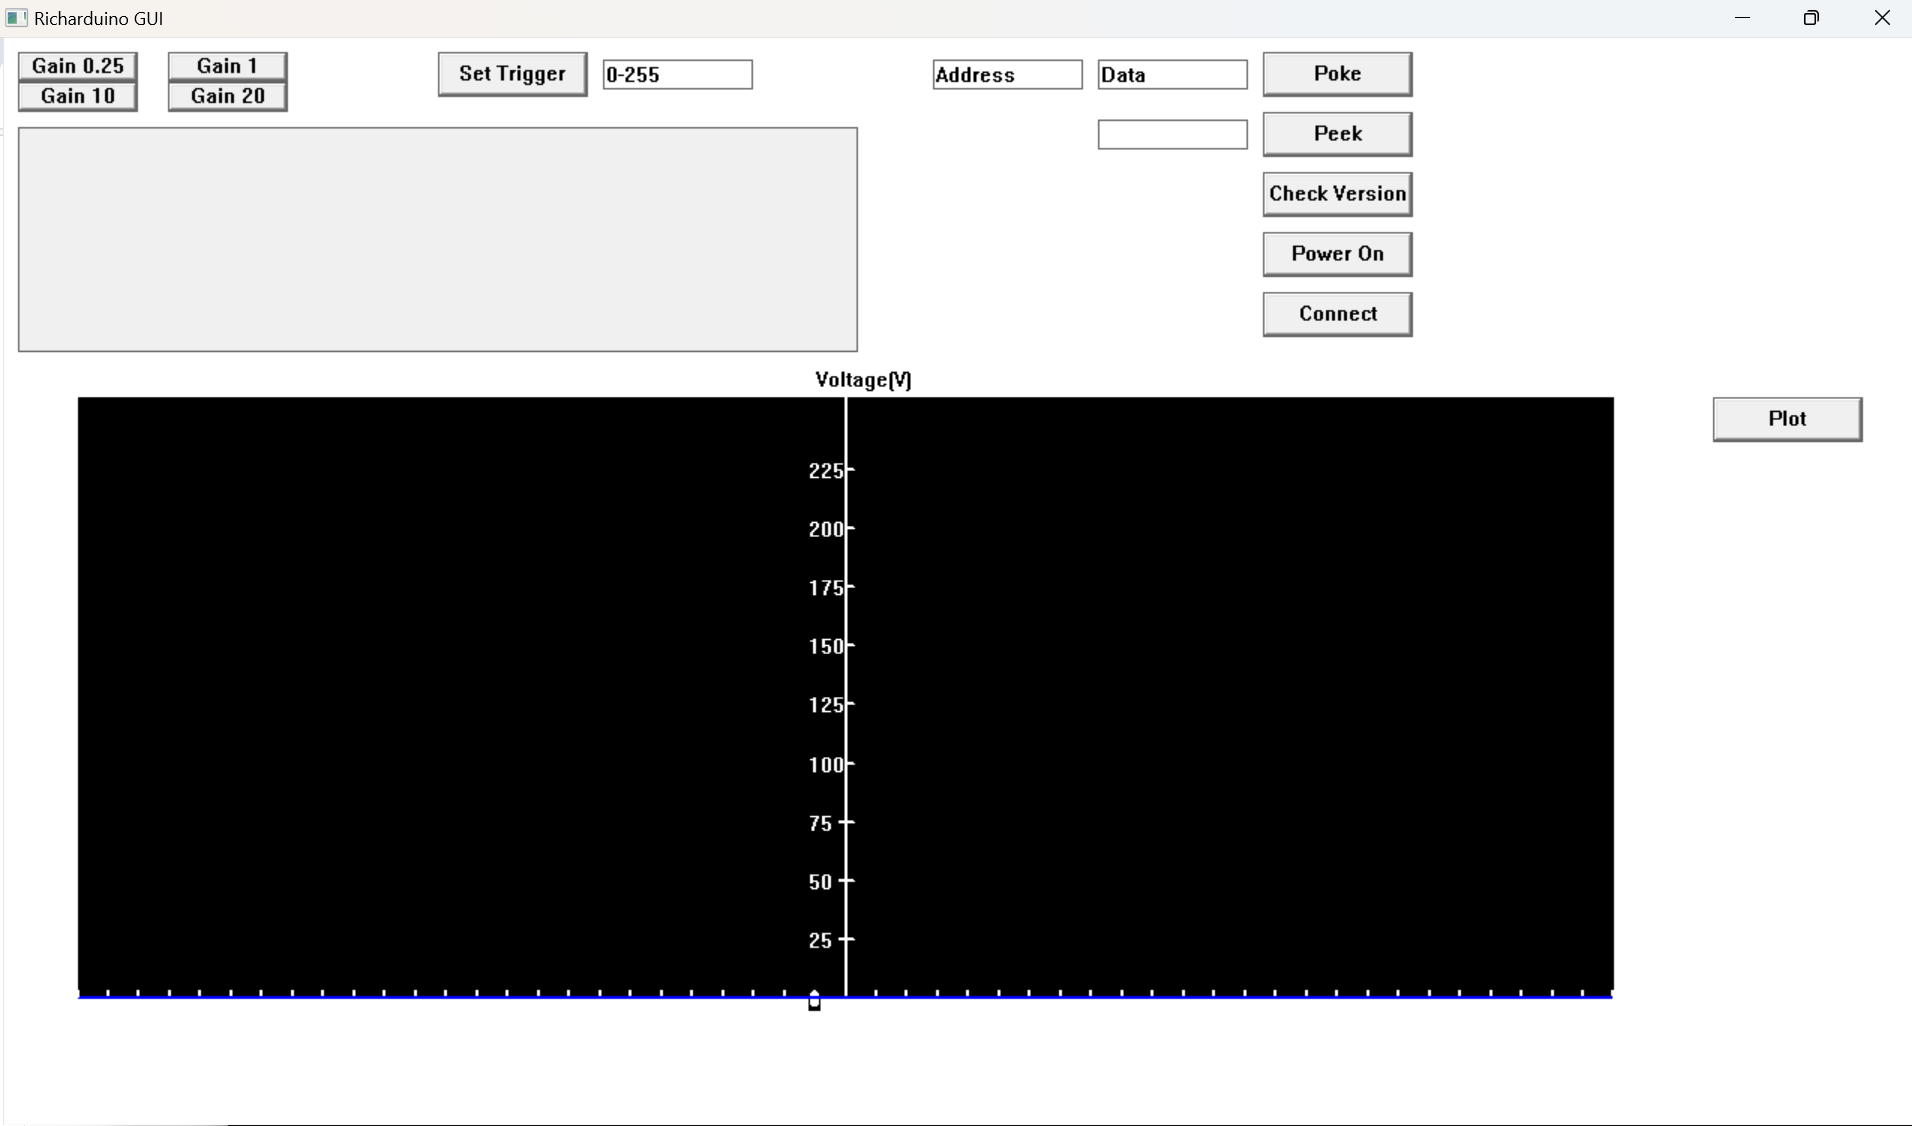 Richarduino GUI
Gain 0.25 Gain 1
Gain 10 Gain 20
Set Trigger 0-255
Address Data Poke
Peek
Check Version
Power On
Connect
Voltage(V)
Plot
225
200
175
150
125
100
75
50
25
0